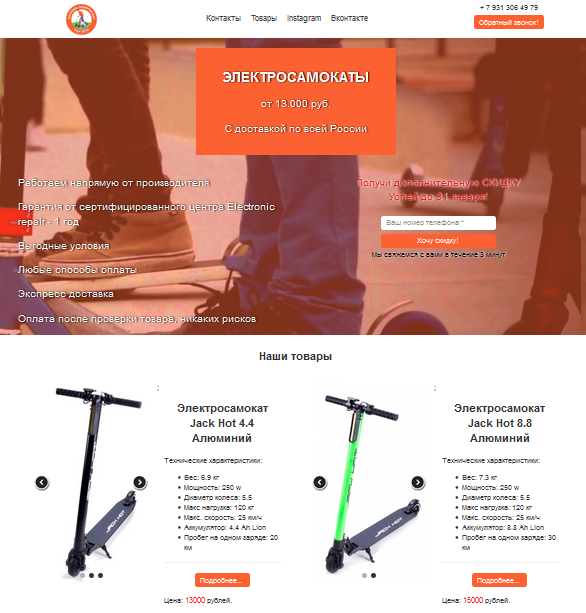 + 7 931 306 49 79
Контакты Товары Instagram Вконтакте
Обратный звонок!
ЭЛЕКТРОСАМОКАТЫ
от 13.000 руб.
С доставкой по всей России
Работаем напрямую от производителя
Гарантия от сертифицированного центра Electronic
repair - 1 год
Выгодные условия
Любые способы оплаты
Экспресс доставка
Оплата после проверки товара, никаких рисков
Получи дополнительную СКИДКУ
Успей до 31 января!
Ваш номер телефона *
Хочу скидку!
Мы свяжемся с вами в течение 3 минут
Наши товары
Электросамокат
Jack Hot 4.4
Алюминий
Технические характеристики:
Вес: 6.9 кг
Мощность: 250 w
Диаметр колеса: 5.5
Макс нагрузка: 120 кг
Макс. скорость: 25 км/ч
Аккумулятор: 4.4 Ah Lion
Пробег на одном заряде: 20
км
Подробнее...
Цена: 13000 рублей.
JACK HOT
Электросамокат
Jack Hot 8.8
Алюминий
Технические характеристики:
Вес: 7.3 кг
Мощность: 250 w
Диаметр колеса: 5.5
Макс нагрузка: 120 кг
Макс. скорость: 25 км/ч
Аккумулятор: 8.8 Ah Lion
Пробег на одном заряде: 30
км
Подробнее...
Цена: 15000 рублей.
JACK HOT